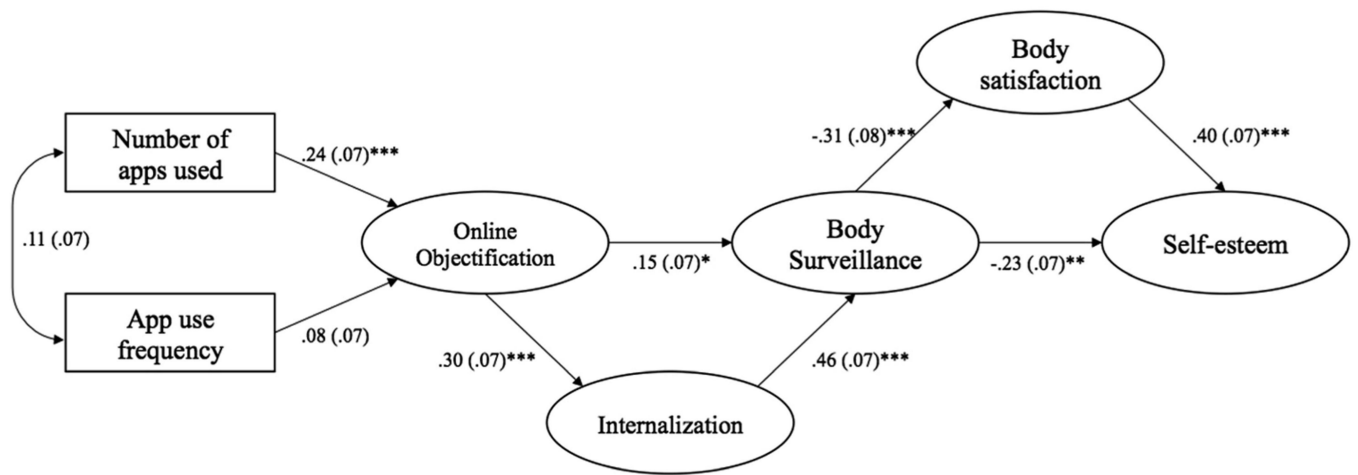 Body
satisfaction
Number of
apps used
.24 (.07)***
-.31 (.08)***
.40 (.07)***
.11 (.07)
Online
Objectification
.15 (.07)*
Body
Surveillance
-.23 (.07)**
Self-esteem
App use
frequency
.08 (.07)
.30 (.07)***
.46 (.07)***
Internalization